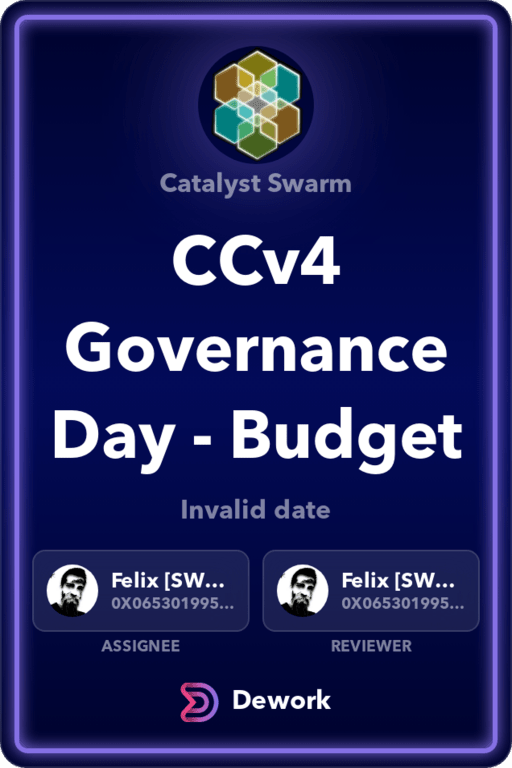 Catalyst Swarm
CCv4
Governance
Day - Budget
Invalid date
Felix [SW... Felix [SW...
0X065301995... 0X065301995...
ASSIGNEE REVIEWER
Dework